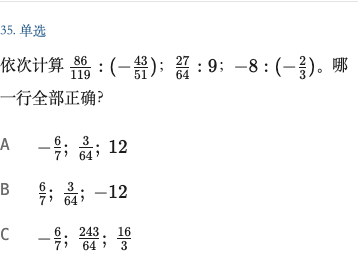 35. 单选
依次计算 86/119 : (−43/51)；27/64 : 9；−8 : (−2/3)。哪
一行全部正确?
A −6/7; 3/64; 12
B 6/7; 3/64; −12
C −6/7; 243/64; 16/3